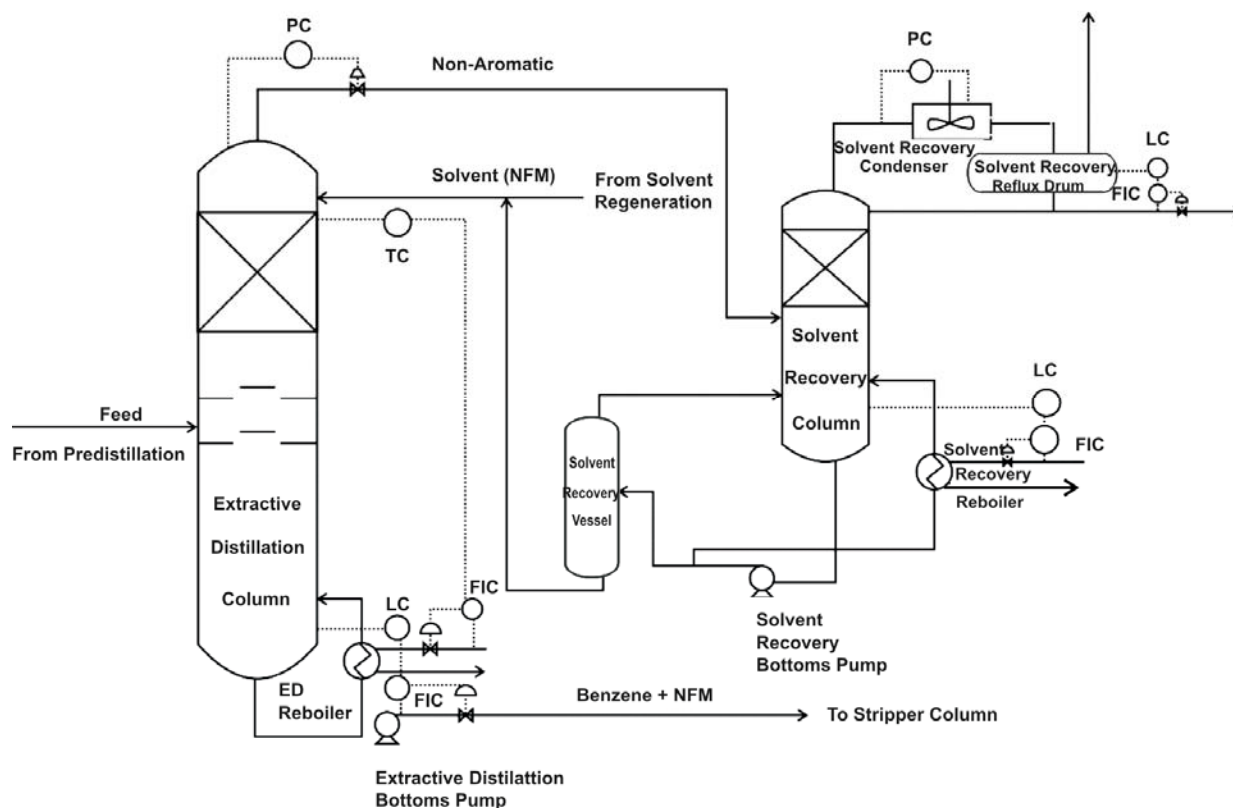 PC
Non-Aromatic
PC
Solvent Recovery
Condenser
LC
Solvent Recovery
Reflux Drum
FIC
Solvent (NFM)
From Solvent
Regeneration
TC
Solvent
Recovery
Column
LC
FIC
Solvent
Recovery
Reboiler
Feed
From Predistillation
Solvent
Recovery
Vessel
Extractive
Distillation
Column
LC
FIC
Solvent
Recovery
Bottoms Pump
ED
Reboiler
FIC
Benzene + NFM
To Stripper Column
Extractive Distilattion
Bottoms Pump